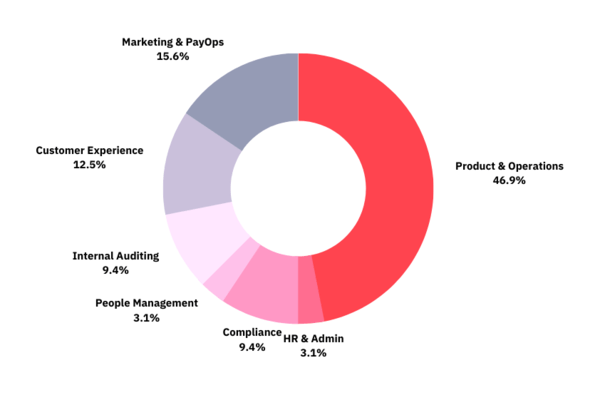 Marketing & PayOps
15.6%
Customer Experience
12.5%
Product & Operations
46.9%
Internal Auditing
9.4%
People Management
3.1%
Compliance
9.4%
HR & Admin
3.1%